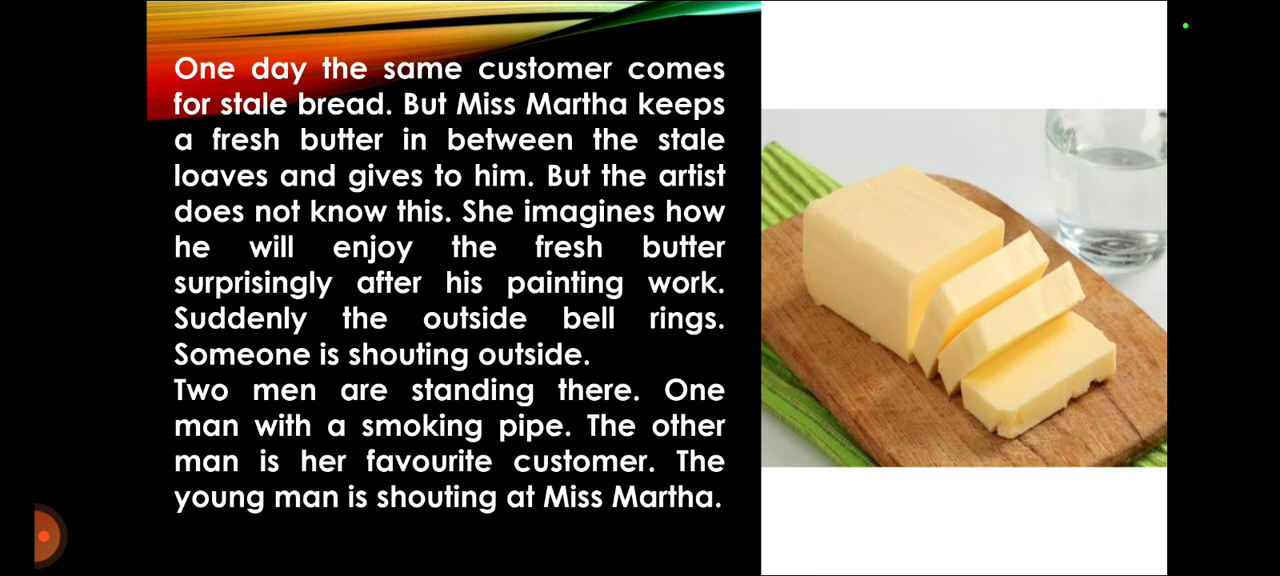 One day the same customer comes
for stale bread. But Miss Martha keeps
a fresh butter in between the stale
loaves and gives to him. But the artist
does not know this. She imagines how
he will enjoy the fresh butter
surprisingly after his painting work.
Suddenly the outside bell rings.
Someone is shouting outside.
Two men are standing there. One
man with a smoking pipe. The other
man is her favourite customer. The
young man is shouting at Miss Martha.